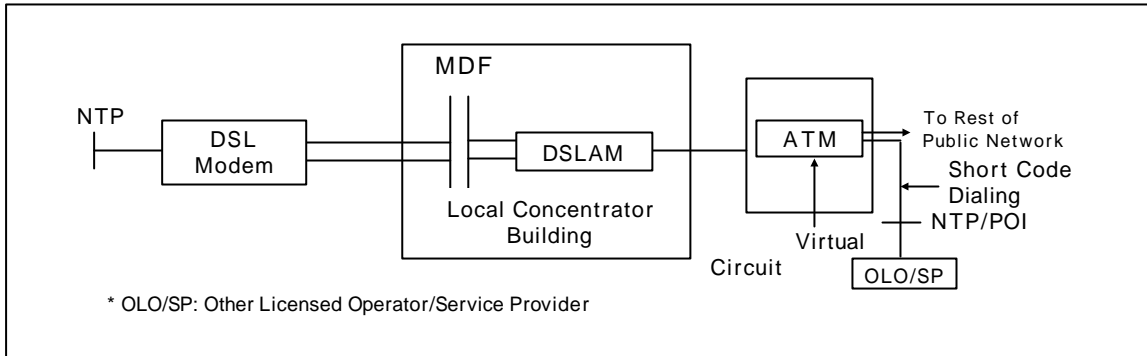 NTP
DSL
Modem
MDF
DSLAM
Local Concentrator
Building
ATM
To Rest of
Public Network
Short Code
Dialing
NTP/POI
Virtual
Circuit
OLO/SP
* OLO/SP: Other Licensed Operator/Service Provider